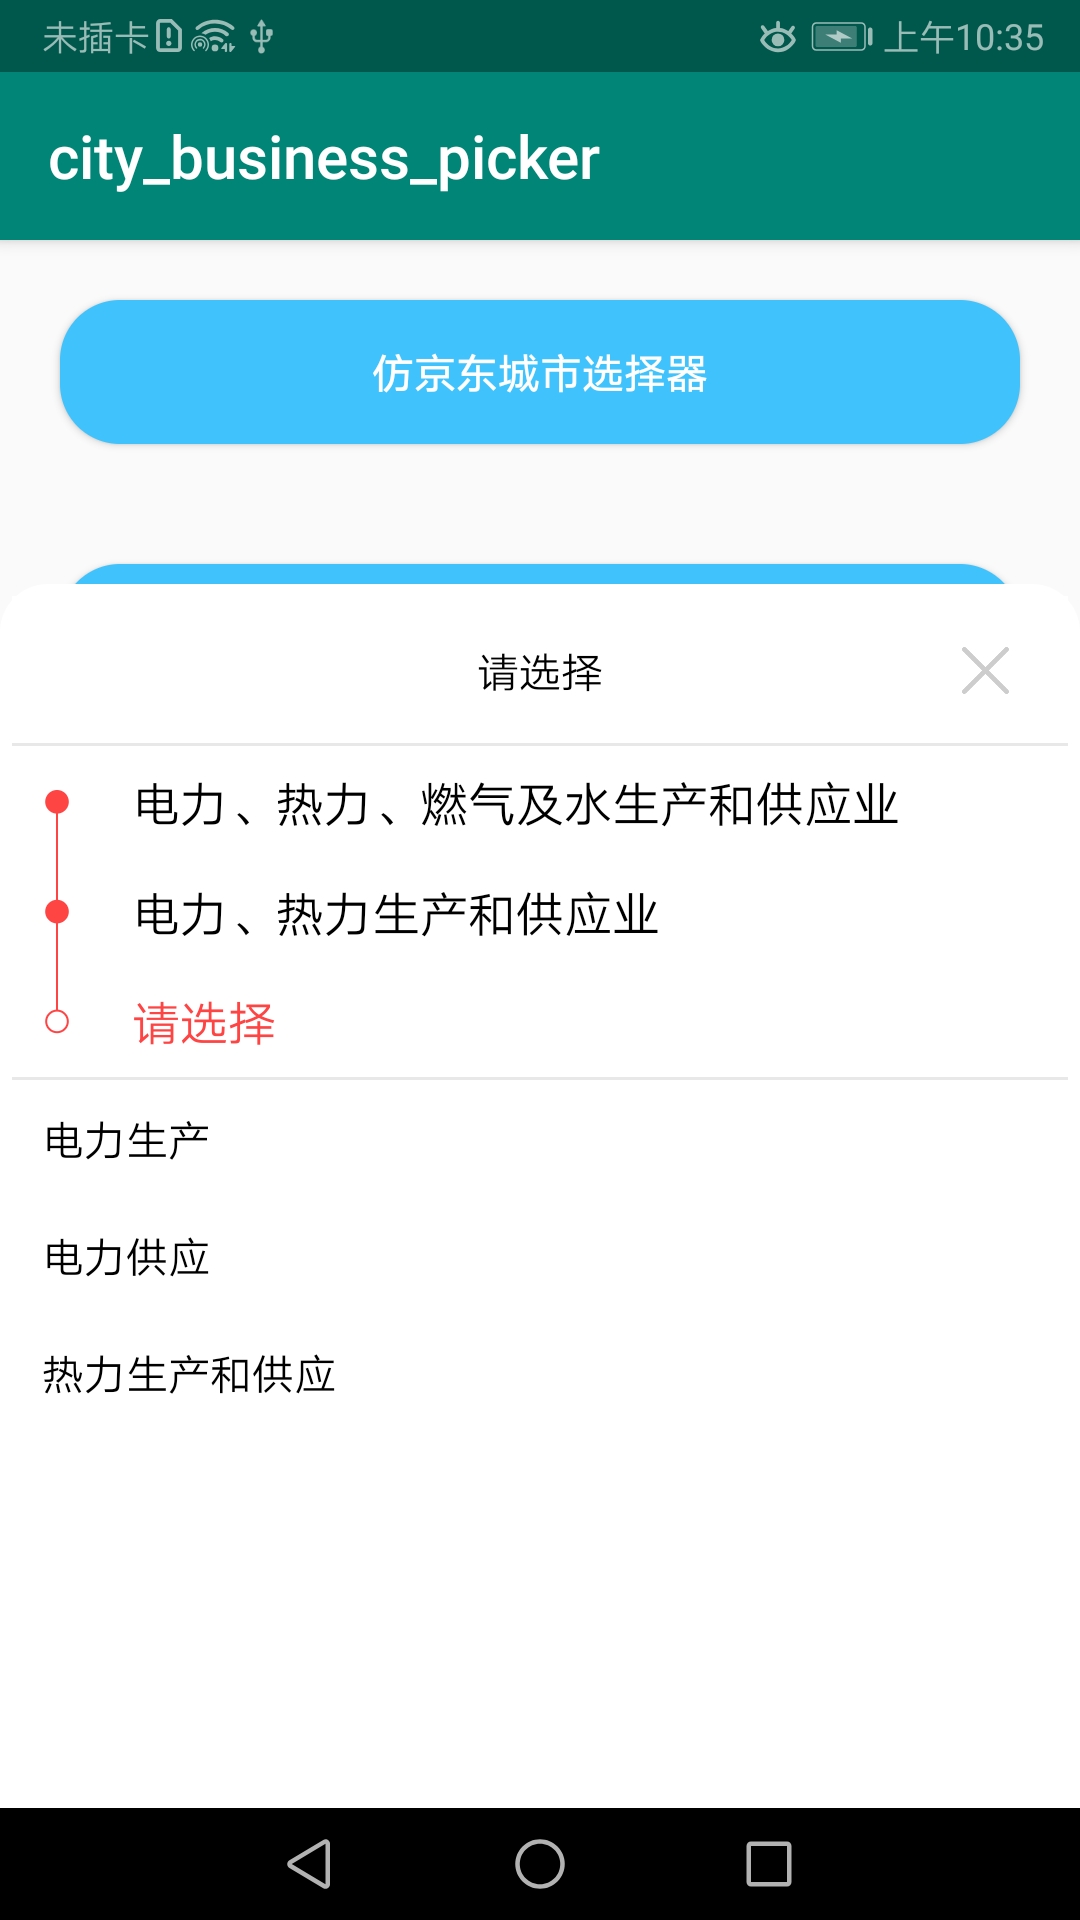 未插卡 上午10:35
city_business_picker
仿京东城市选择器
请选择
电力、热力、燃气及水生产和供应业
电力、热力生产和供应业
请选择
电力生产
电力供应
热力生产和供应